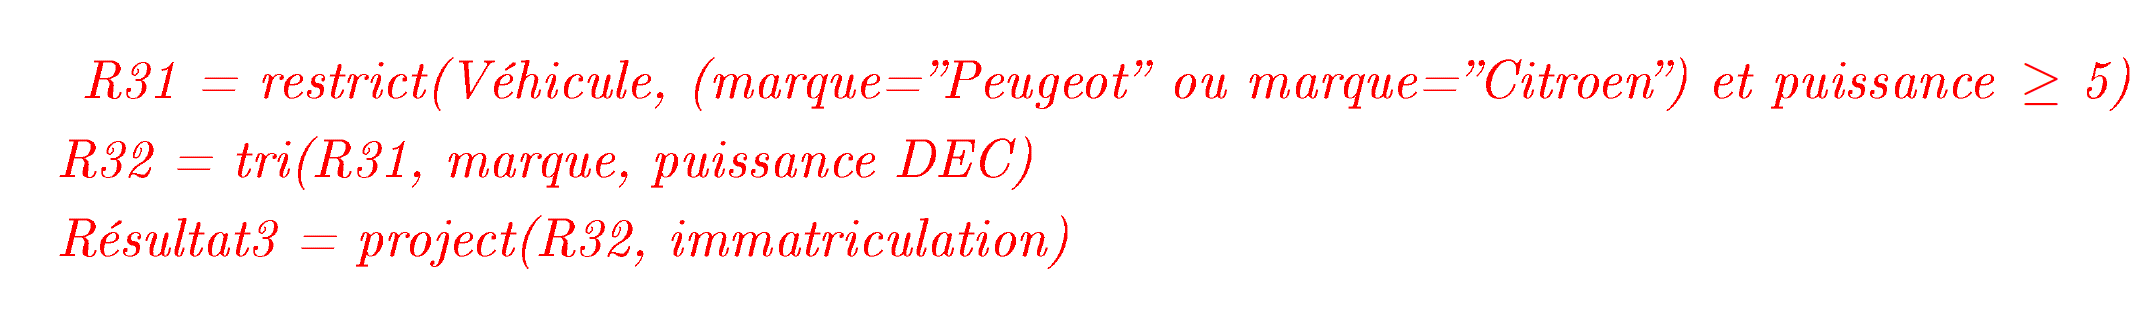 R31 = restrict(Véhicule, (marque=”Peugeot” ou marque=”Citroen”) et puissance ≥ 5)
R32 = tri(R31, marque, puissance DEC)
Résultat3 = project(R32, immatriculation)